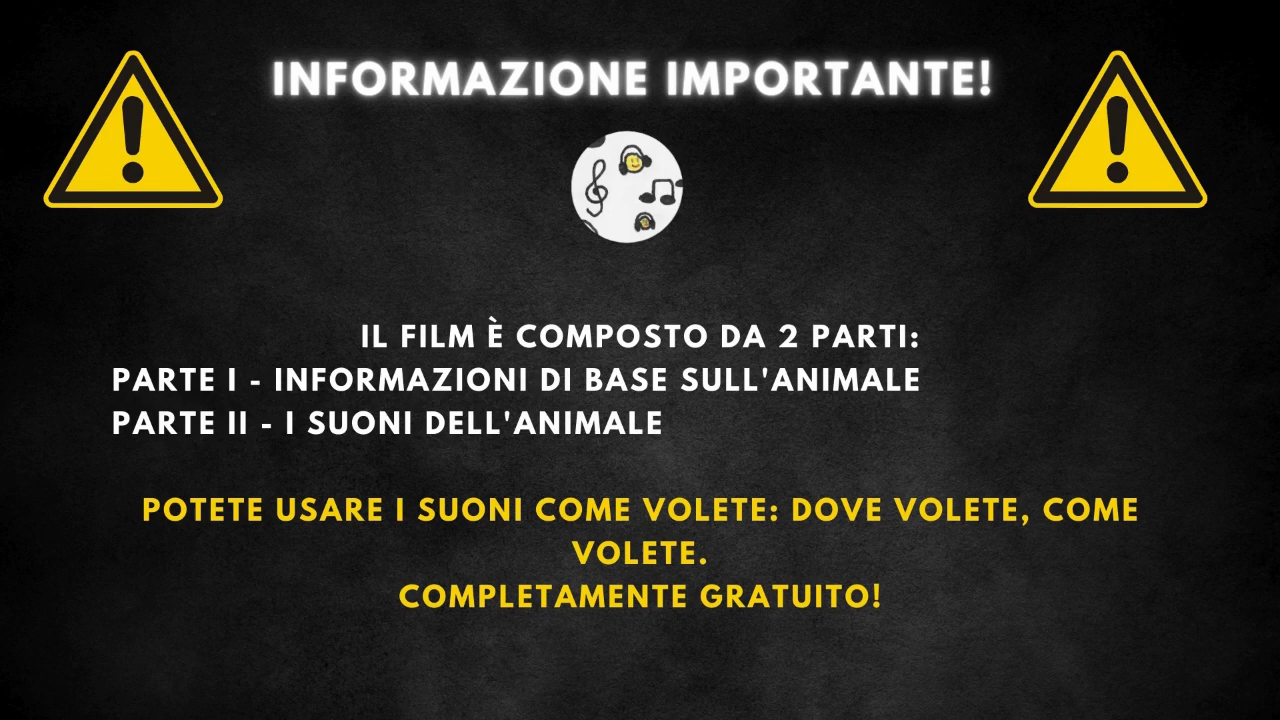 INFORMAZIONE IMPORTANTE!
IL FILM È COMPOSTO DA 2 PARTI:
PARTE I - INFORMAZIONI DI BASE SULL'ANIMALE
PARTE II - I SUONI DELL'ANIMALE
POTETE USARE I SUONI COME VOLETE: DOVE VOLETE, COME
VOLETE.
COMPLETAMENTE GRATUITO!